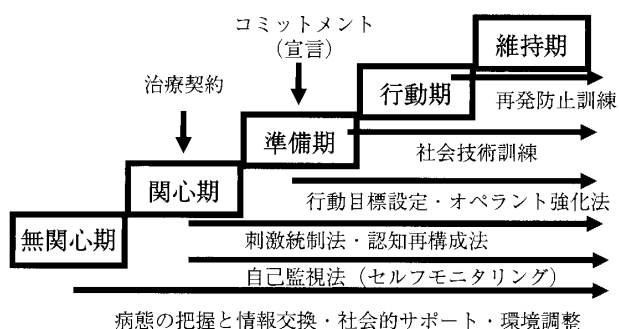 コミットメント
（宣言）
維持期
治療契約
行動期
再発防止訓練
準備期
社会技術訓練
関心期
行動目標設定・オペラント強化法
無関心期
刺激統制法・認知再構成法
自己監視法（セルフモニタリング）
病態の把握と情報交換・社会的サポート・環境調整